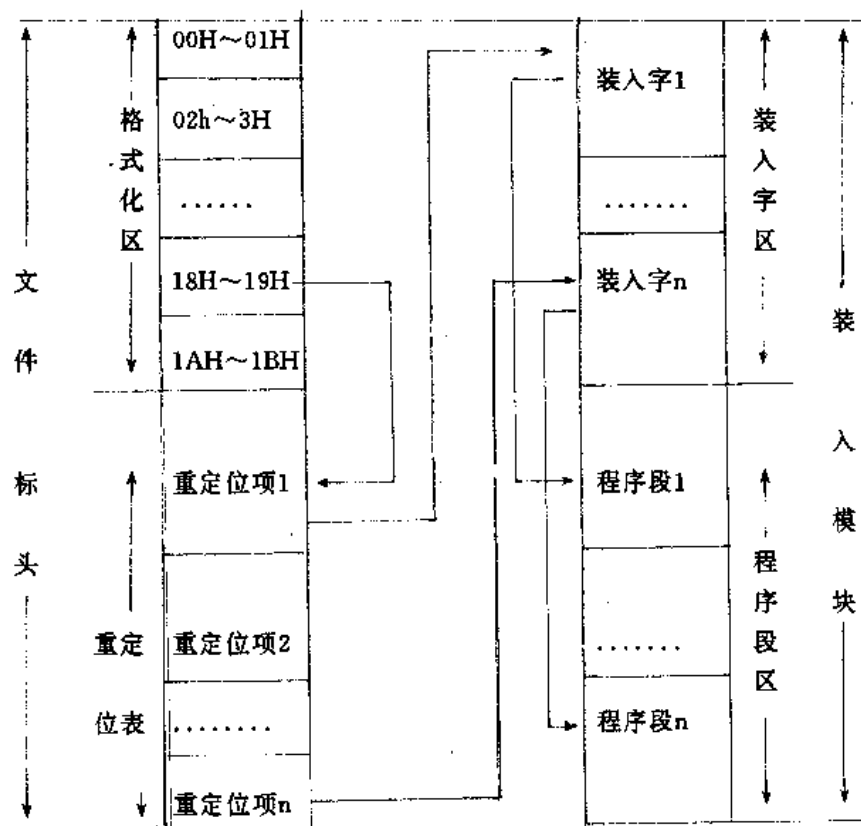 00H～01H
02h～3H
......
18H～19H
1AH～1BH
重定位项1
重定位项2
........
重定位项n
格式化区
文件标头
重定
位表
装入字1
.......
装入字n
程序段1
.......
程序段n
装入字区
程序段区
装入模块